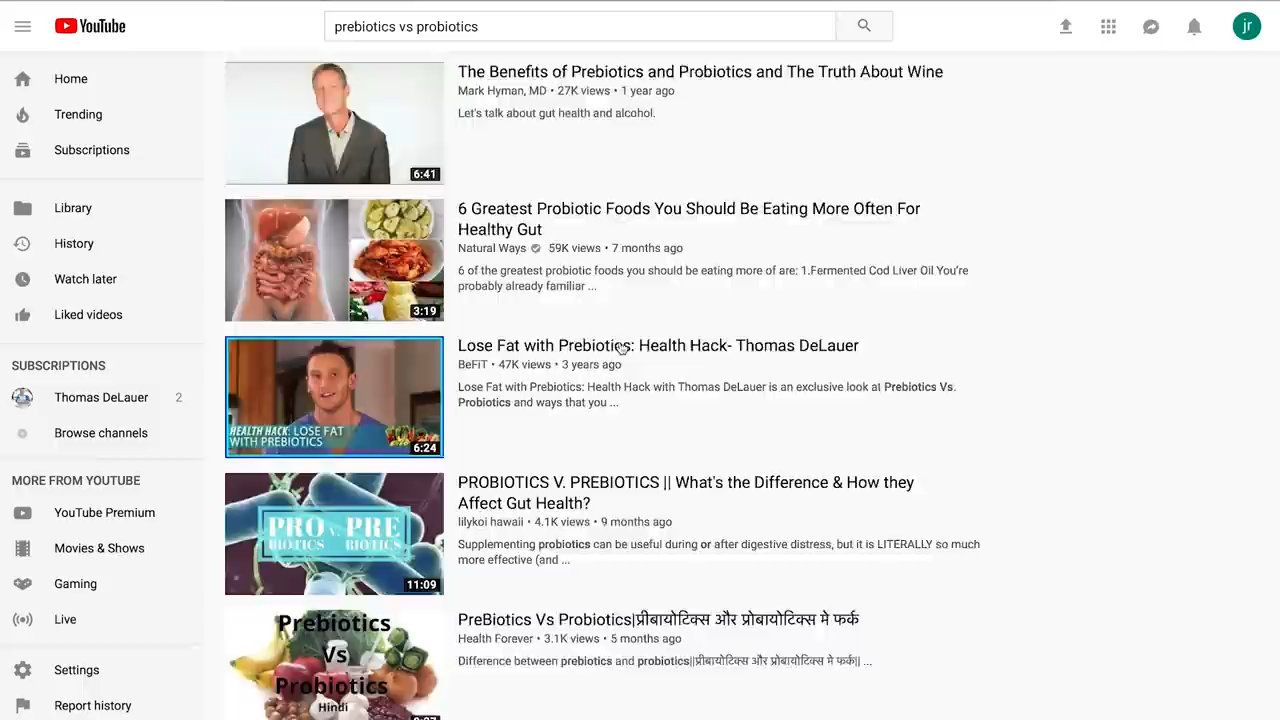 YouTube
prebiotics vs probiotics
jr
Home
Trending
Subscriptions
Library
History
Watch later
Liked videos
SUBSCRIPTIONS
Thomas DeLauer 2
Browse channels
MORE FROM YOUTUBE
YouTube Premium
Movies & Shows
Gaming
Live
Settings
Report history
6:41
The Benefits of Prebiotics and Probiotics and The Truth About Wine
Mark Hyman, MD • 27K views • 1 year ago
Let's talk about gut health and alcohol.
3:19
6 Greatest Probiotic Foods You Should Be Eating More Often For
Healthy Gut
Natural Ways 59K views • 7 months ago
6 of the greatest probiotic foods you should be eating more of are: 1.Fermented Cod Liver Oil You're
probably already familiar ...
HEALTH HACK: LOSE FAT
WITH PREBIOTICS
6:24
Lose Fat with Prebiotics: Health Hack- Thomas DeLauer
BeFiT • 47K views • 3 years ago
Lose Fat with Prebiotics: Health Hack with Thomas DeLauer is an exclusive look at Prebiotics Vs.
Probiotics and ways that you ...
PRO V. PRE
BIOTICS BIOTICS
11:09
PROBIOTICS V. PREBIOTICS || What's the Difference & How they
Affect Gut Health?
lilykoi hawaii • 4.1K views • 9 months ago
Supplementing probiotics can be useful during or after digestive distress, but it is LITERALLY so much
more effective (and ...
Prebiotics
Vs
Probiotics
Hindi
PreBiotics Vs Probiotics|प्रीबायोटिक्स और प्रोबायोटिक्स मे फर्क
Health Forever • 3.1K views • 5 months ago
Difference between prebiotics and probiotics||प्रीबायोटिक्स और प्रोबायोटिक्स मे फर्क|| ...